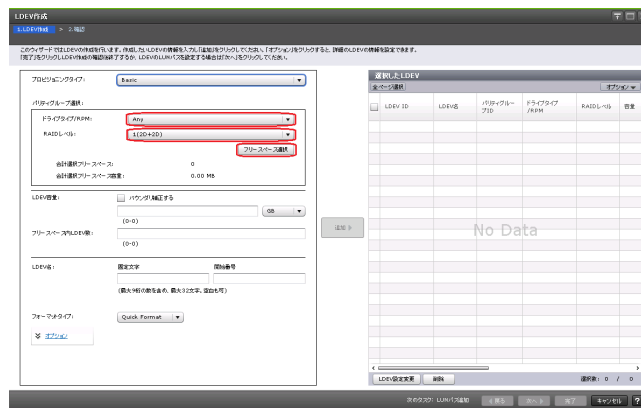 LDEV作成
1.LDEV作成 > 2.確認
このウィザードではLDEVの作成を行います。作成したいLDEVの情報を入力し「追加」をクリックしてください。「オプション」をクリックすると、詳細のLDEVの情報を設定できます。
「完了」をクリックしLDEV作成の確認後終了するか、LDEVのLUNパスを設定する場合は「次へ」をクリックしてください。
プロビジョニングタイプ: Basic
パリティグループ選択:
ドライブタイプ/RPM: Any
RAIDレベル: 1(2D+2D)
フリースペース選択
合計選択フリースペース: 0
合計選択フリースペース容量: 0.00 MB
LDEV容量: バウンダリ補正する
GB
(0-0)
フリースペース内LDEV数:
(0-0)
LDEV名: 固定文字 開始番号
(最大9桁の数を含め、最大32文字、空白も可)
フォーマットタイプ: Quick Format
オプション
追加 >
選択したLDEV
全ページ選択 オプション
LDEV ID LDEV名 パリティグループID ドライブタイプ/RPM RAIDレベル 容量
No Data
LDEV設定変更 削除 選択数: 0 / 0
次のタスク: LUNパス追加 < 戻る 次へ > 完了 キャンセル ?